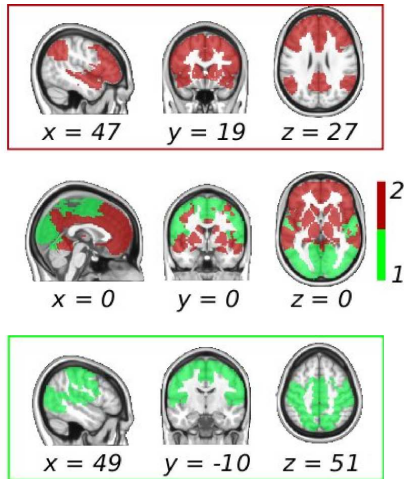 x = 47 y = 19 z = 27
2
x = 0 y = 0 z = 0
1
x = 49 y = -10 z = 51